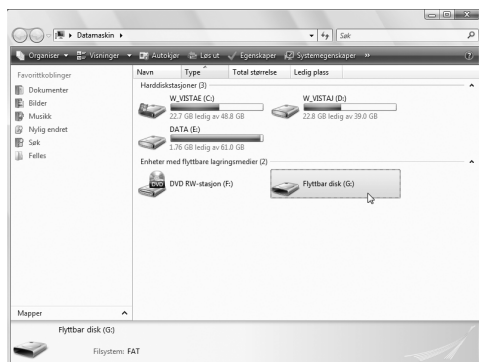 Datamaskin
Søk
Organiser Visninger Autokjør Løs ut Egenskaper Systemegenskaper »
Favorittkoblinger
Dokumenter
Bilder
Musikk
Nylig endret
Søk
Felles
Mapper
Navn Type Total størrelse Ledig plass
Harddiskstasjoner (3)
W_VISTAE (C:)
22.7 GB ledig av 48.8 GB
W_VISTAJ (D:)
22.8 GB ledig av 39.0 GB
DATA (E:)
1.76 GB ledig av 61.0 GB
Enheter med flyttbare lagringsmedier (2)
DVD
DVD RW-stasjon (F:)
Flyttbar disk (G:)
Flyttbar disk (G:)
Filsystem: FAT